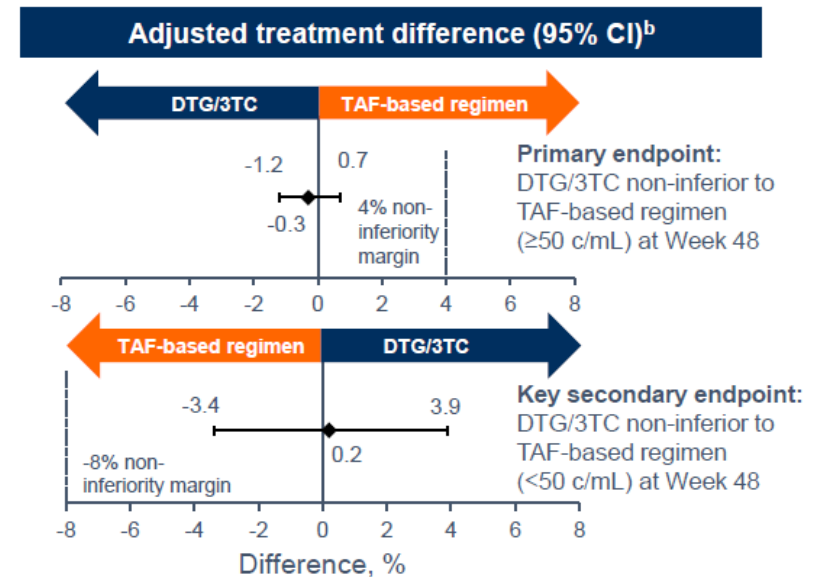 Adjusted treatment difference (95% CI)ᵇ
DTG/3TC
TAF-based regimen
-1.2
0.7
-0.3
4% non-
inferiority
margin
Primary endpoint:
DTG/3TC non-inferior to
TAF-based regimen
(≥50 c/mL) at Week 48
-8 -6 -4 -2 0 2 4 6 8
TAF-based regimen
DTG/3TC
-3.4
3.9
0.2
-8% non-
inferiority margin
Key secondary endpoint:
DTG/3TC non-inferior to
TAF-based regimen
(<50 c/mL) at Week 48
-8 -6 -4 -2 0 2 4 6 8
Difference, %